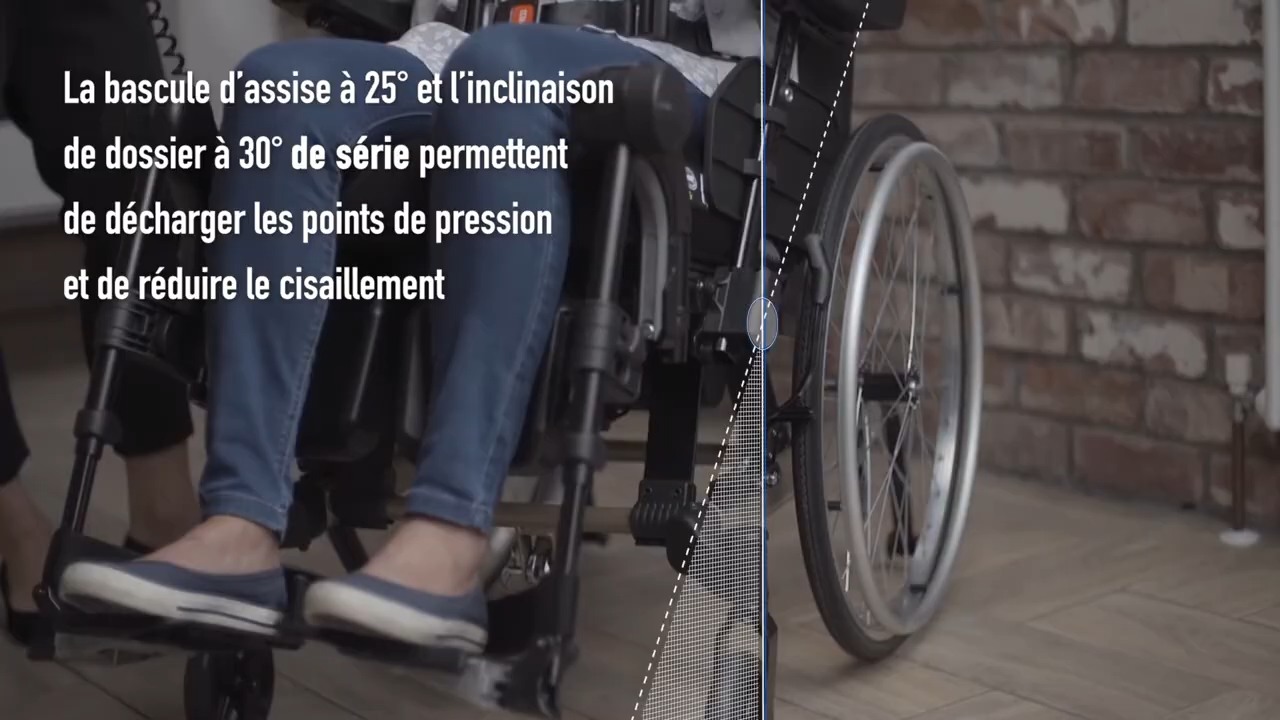 La bascule d’assise à 25° et l’inclinaison
de dossier à 30° de série permettent
de décharger les points de pression
et de réduire le cisaillement